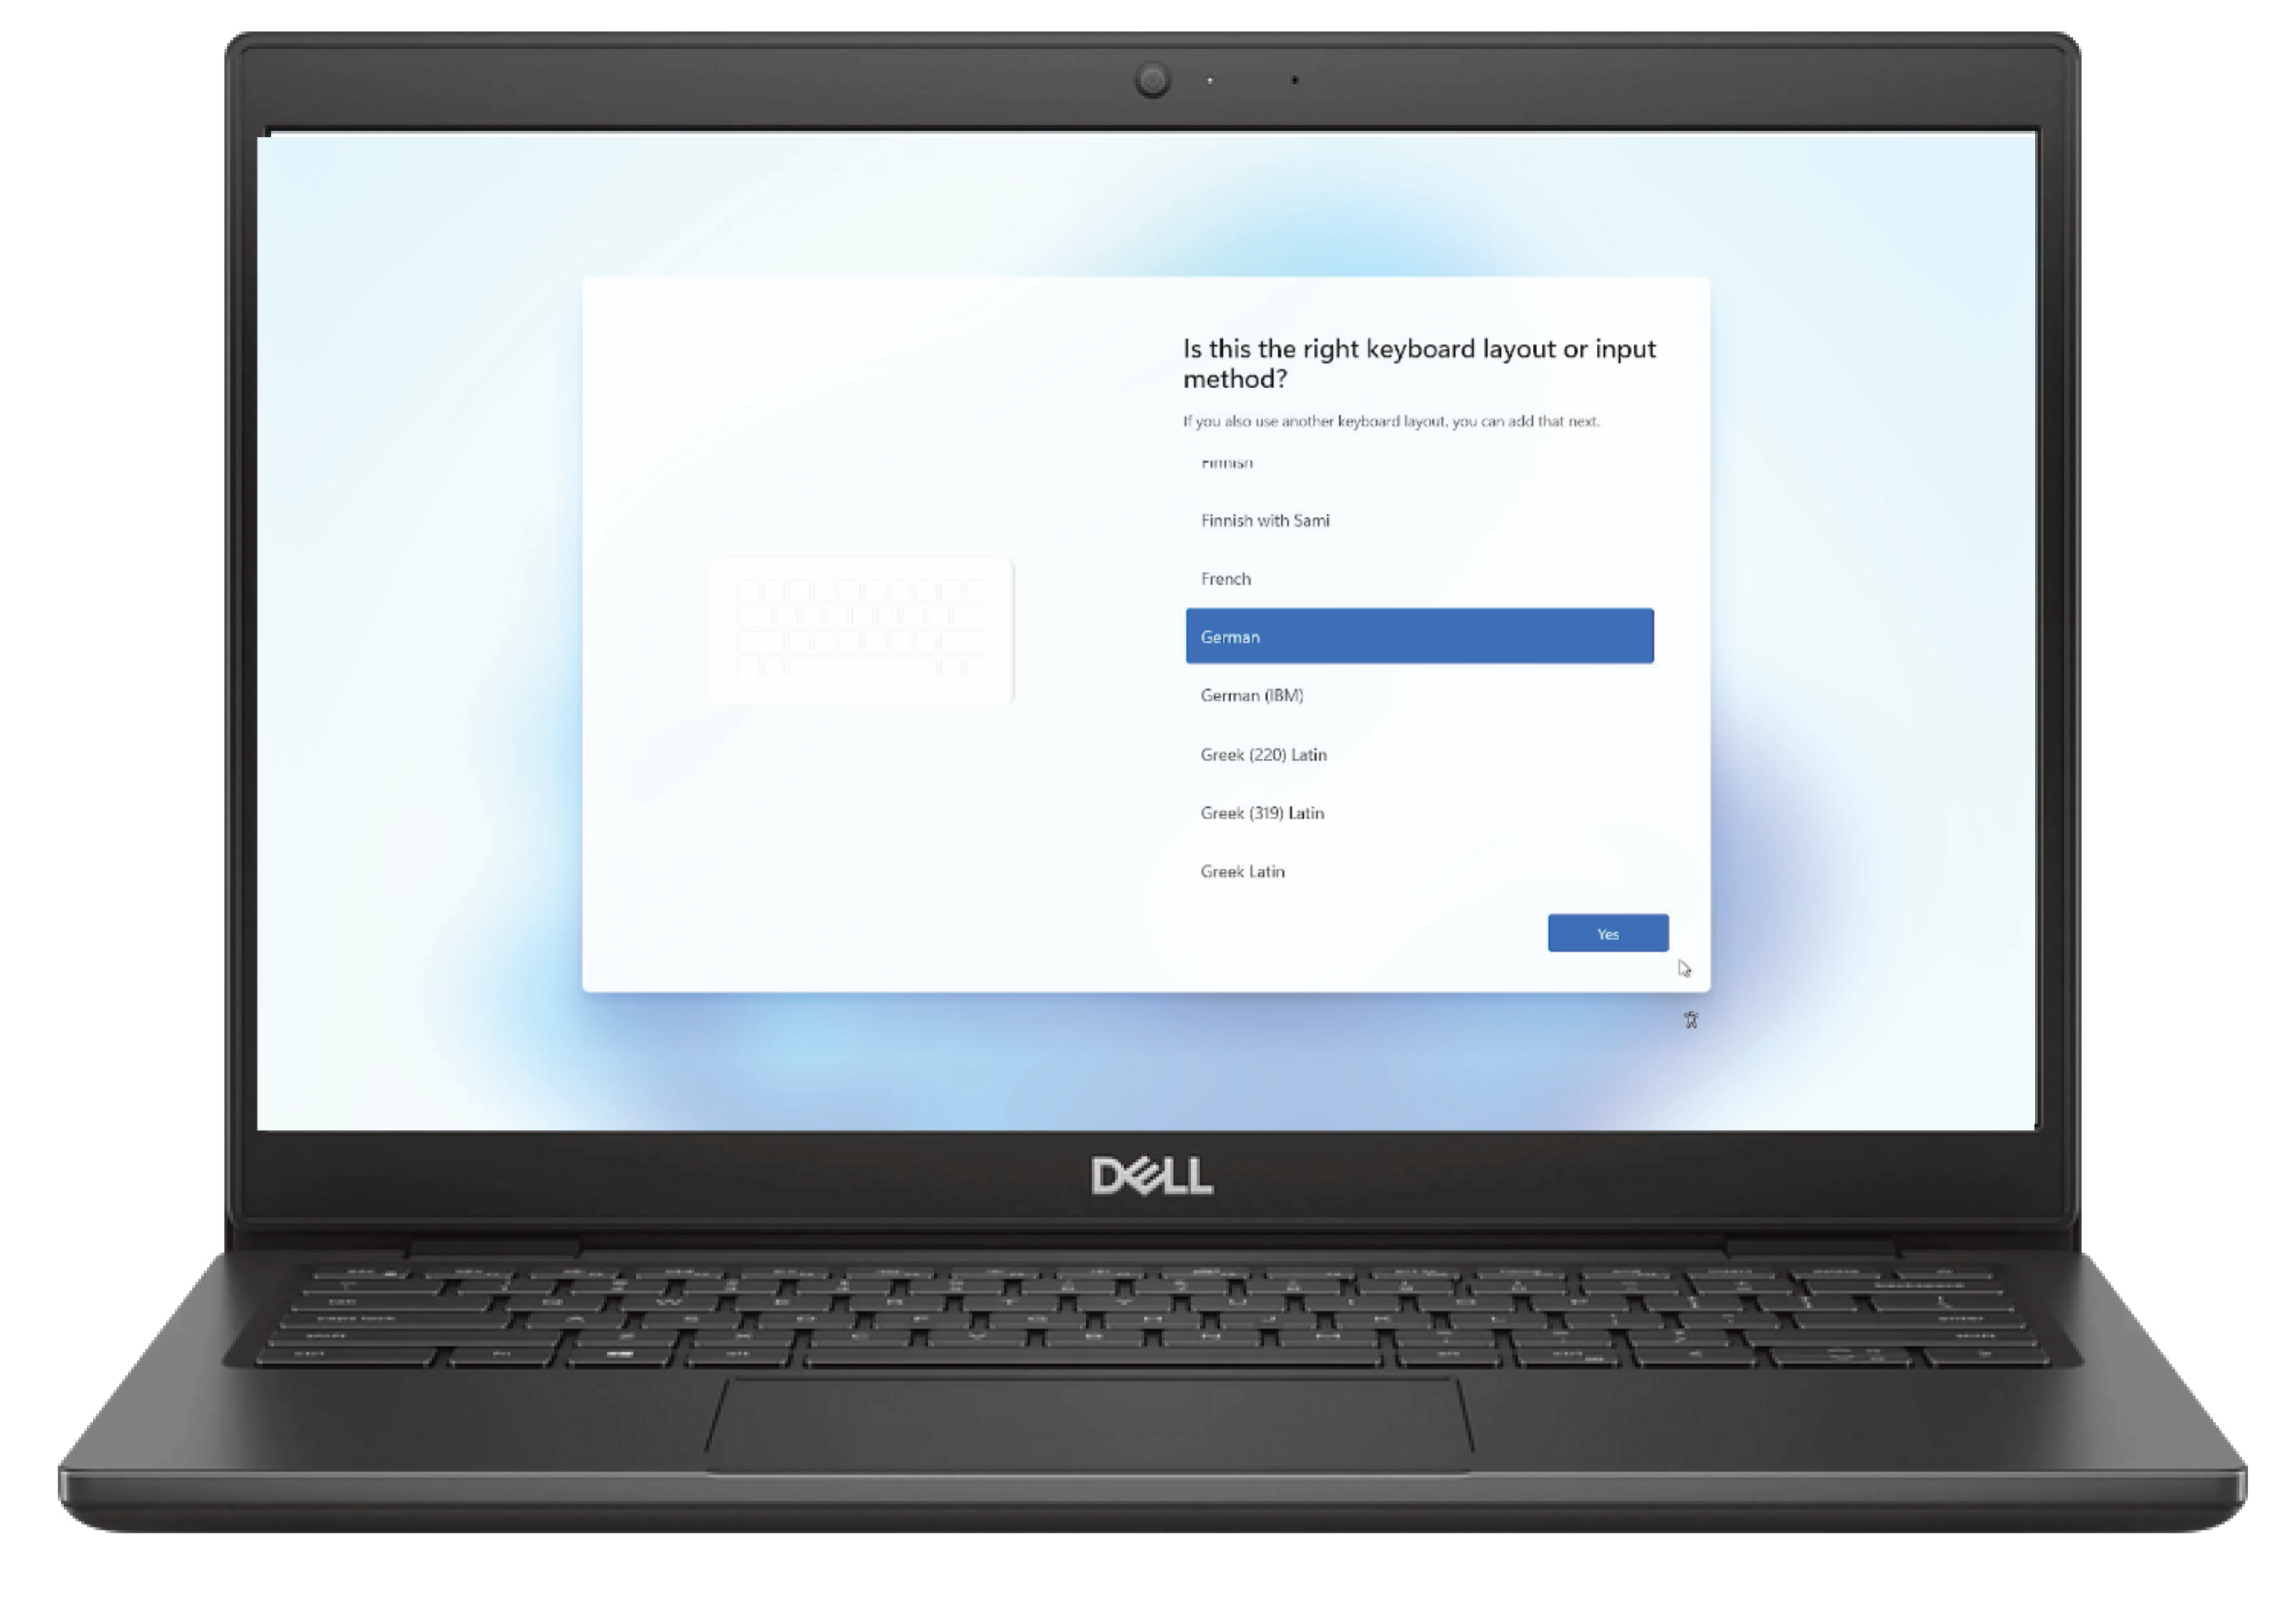 Is this the right keyboard layout or input
method?
If you also use another keyboard layout, you can add that next.
Finnish
Finnish with Sami
French
German
German (IBM)
Greek (220) Latin
Greek (319) Latin
Greek Latin
Yes
DELL